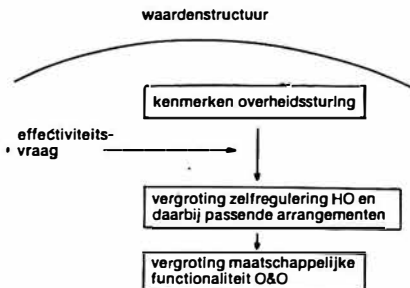 waardenstructuur
kenmerken overheidssturing
effectiviteits-
vraag
vergroting zelfregulering HO en
daarbij passende arrangementen
vergroting maatschappelijke
functionaliteit O&O